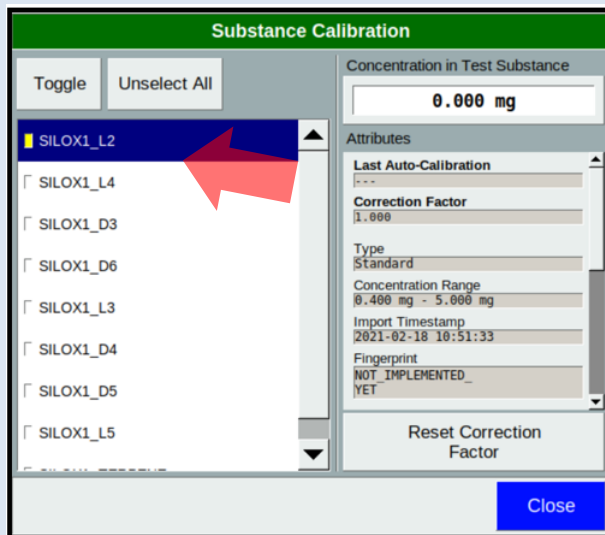 Substance Calibration
Toggle
Unselect All
SILOX1_L2
SILOX1_L4
SILOX1_D3
SILOX1_D6
SILOX1_L3
SILOX1_D4
SILOX1_D5
SILOX1_L5
Concentration in Test Substance
0.000 mg
Attributes
Last Auto-Calibration
---
Correction Factor
1.000
Type
Standard
Concentration Range
0.400 mg - 5.000 mg
Import Timestamp
2021-02-18 10:51:33
Fingerprint
NOT_IMPLEMENTED_
YET
Reset Correction
Factor
Close